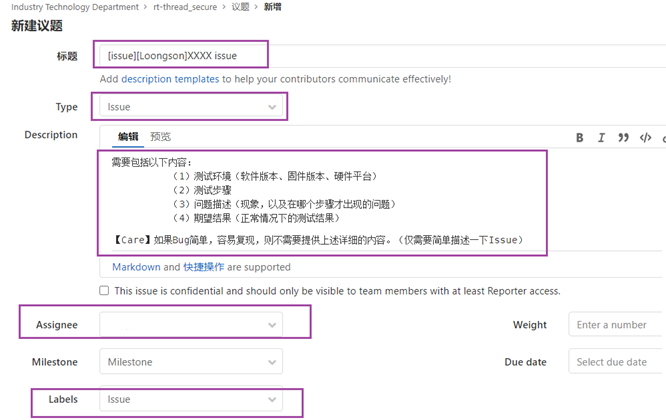 Industry Technology Department > rt-thread_secure > 议题 > 新增
新建议题
标题 [issue][Loongson]XXXX issue
Add description templates to help your contributors communicate effectively!
Type Issue
Description 编辑 预览 B I
需要包括以下内容:
（1）测试环境（软件版本、固件版本、硬件平台）
（2）测试步骤
（3）问题描述（现象，以及在哪个步骤才出现的问题）
（4）期望结果（正常情况下的测试结果）
【Care】如果Bug简单，容易复现，则不需要提供上述详细的内容。（仅需要简单描述一下Issue）
Markdown and 快捷操作 are supported
This issue is confidential and should only be visible to team members with at least Reporter access.
Assignee Weight Enter a number
Milestone Milestone Due date Select due date
Labels Issue